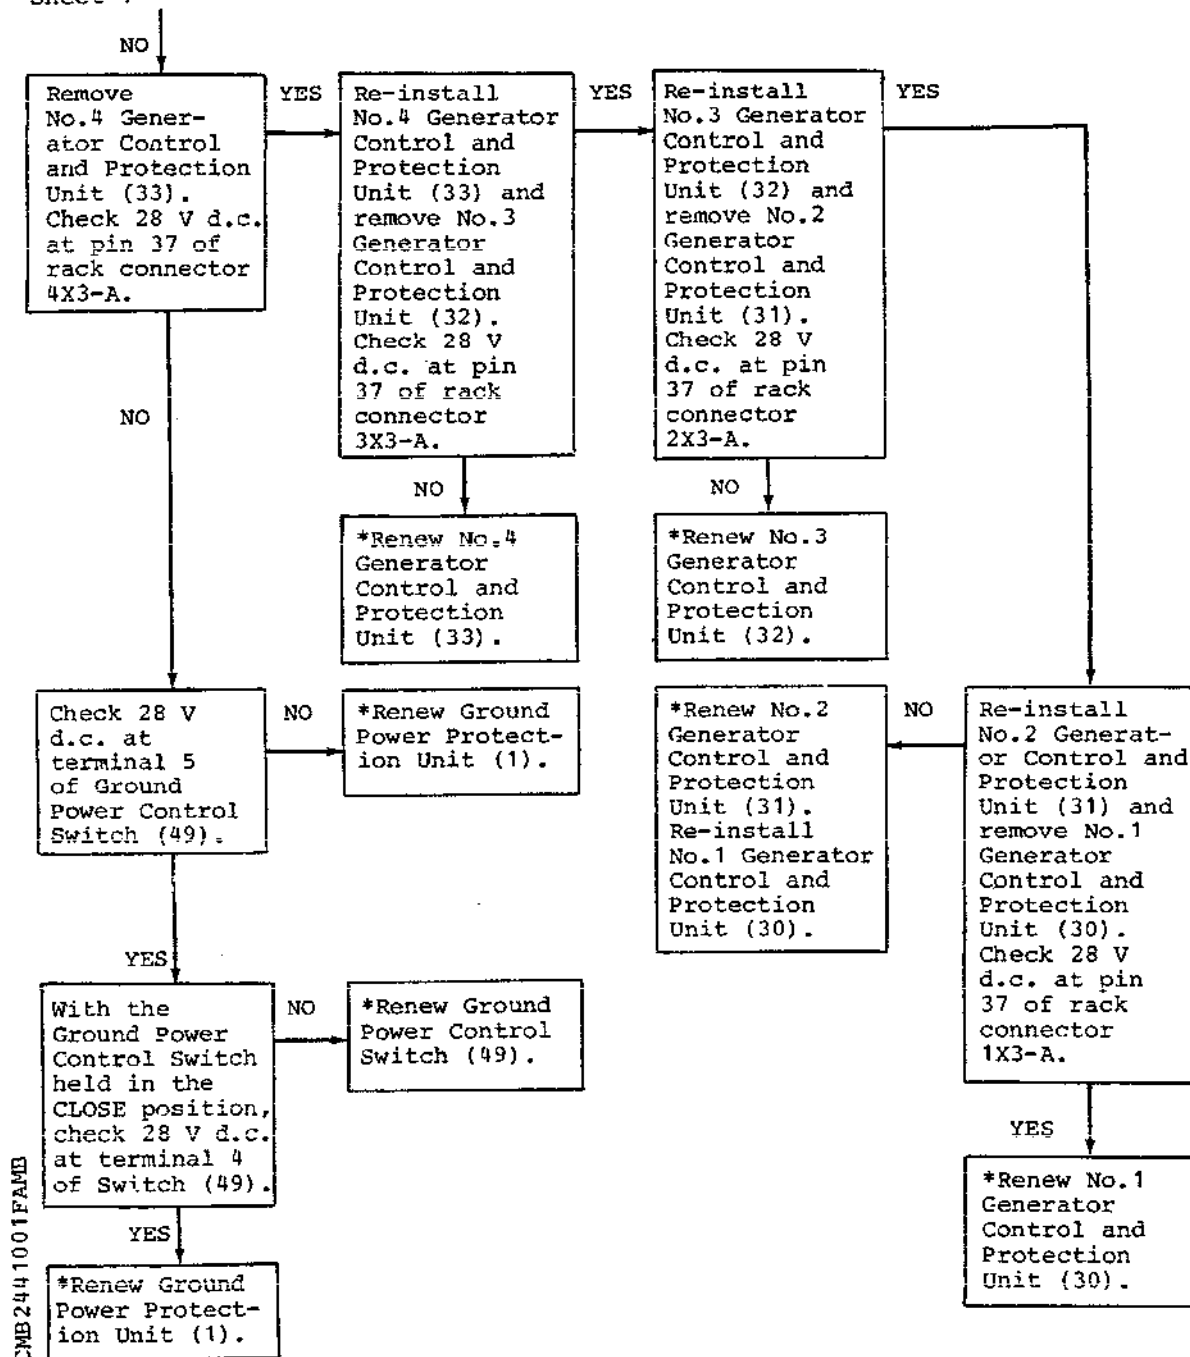 NO
Remove
No.4 Gener-
ator Control
and Protection
Unit (33).
Check 28 V d.c.
at pin 37 of
rack connector
4X3-A.
YES
Re-install
No.4 Generator
Control and
Protection
Unit (33) and
remove No.3
Generator
Control and
Protection
Unit (32).
Check 28 V
d.c. at pin
37 of rack
connector
3X3-A.
YES
Re-install
No.3 Generator
Control and
Protection
Unit (32) and
remove No.2
Generator
Control and
Protection
Unit (31).
Check 28 V
d.c. at pin
37 of rack
connector
2X3-A.
YES
NO
NO
*Renew No.4
Generator
Control and
Protection
Unit (33).
NO
*Renew No.3
Generator
Control and
Protection
Unit (32).
Check 28 V
d.c. at
terminal 5
of Ground
Power Control
Switch (49).
NO
*Renew Ground
Power Protect-
ion Unit (1).
*Renew No.2
Generator
Control and
Protection
Unit (31).
Re-install
No.1 Generator
Control and
Protection
Unit (30).
NO
Re-install
No.2 Generat-
or Control and
Protection
Unit (31) and
remove No.1
Generator
Control and
Protection
Unit (30).
Check 28 V
d.c. at pin
37 of rack
connector
1X3-A.
YES
With the
Ground Power
Control Switch
held in the
CLOSE position,
check 28 V d.c.
at terminal 4
of Switch (49).
NO
*Renew Ground
Power Control
Switch (49).
YES
*Renew No.1
Generator
Control and
Protection
Unit (30).
YES
*Renew Ground
Power Protect-
ion Unit (1).
CMB2441001FAMB